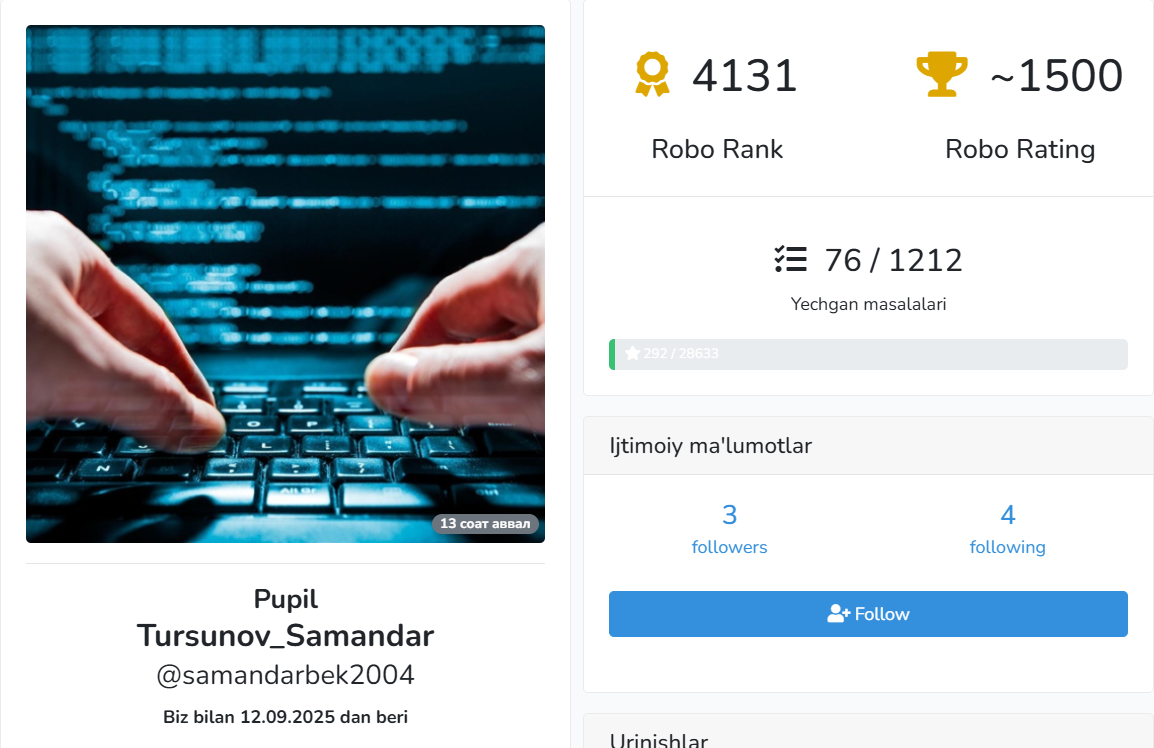 13 соат аввал
Pupil
Tursunov_Samandar
@samandarbek2004
Biz bilan 12.09.2025 dan beri
4131
Robo Rank
~1500
Robo Rating
76 / 1212
Yechgan masalalari
292 / 28633
Ijtimoiy ma'lumotlar
3
followers
4
following
Follow
Urinishlar